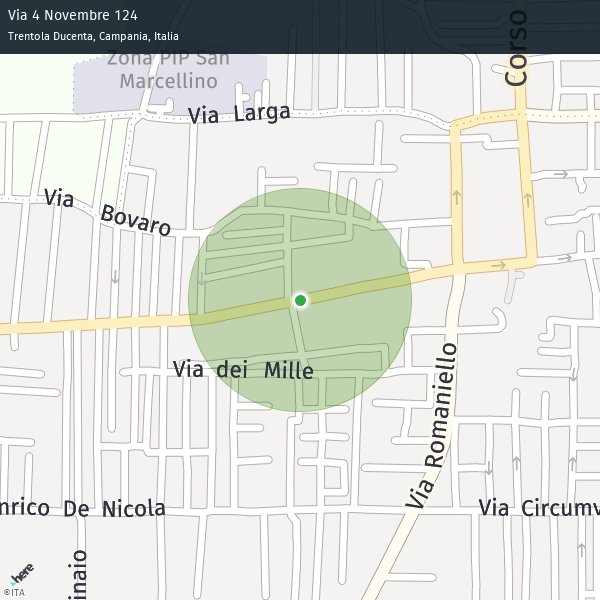 Via 4 Novembre 124
Trentola Ducenta, Campania, Italia
Zona PIP San
Marcellino
Corso
Via Larga
Via Bovaro
Via dei Mille
Via Romaniello
nrico De Nicola
Via Circumv
inaio
here
©ITA